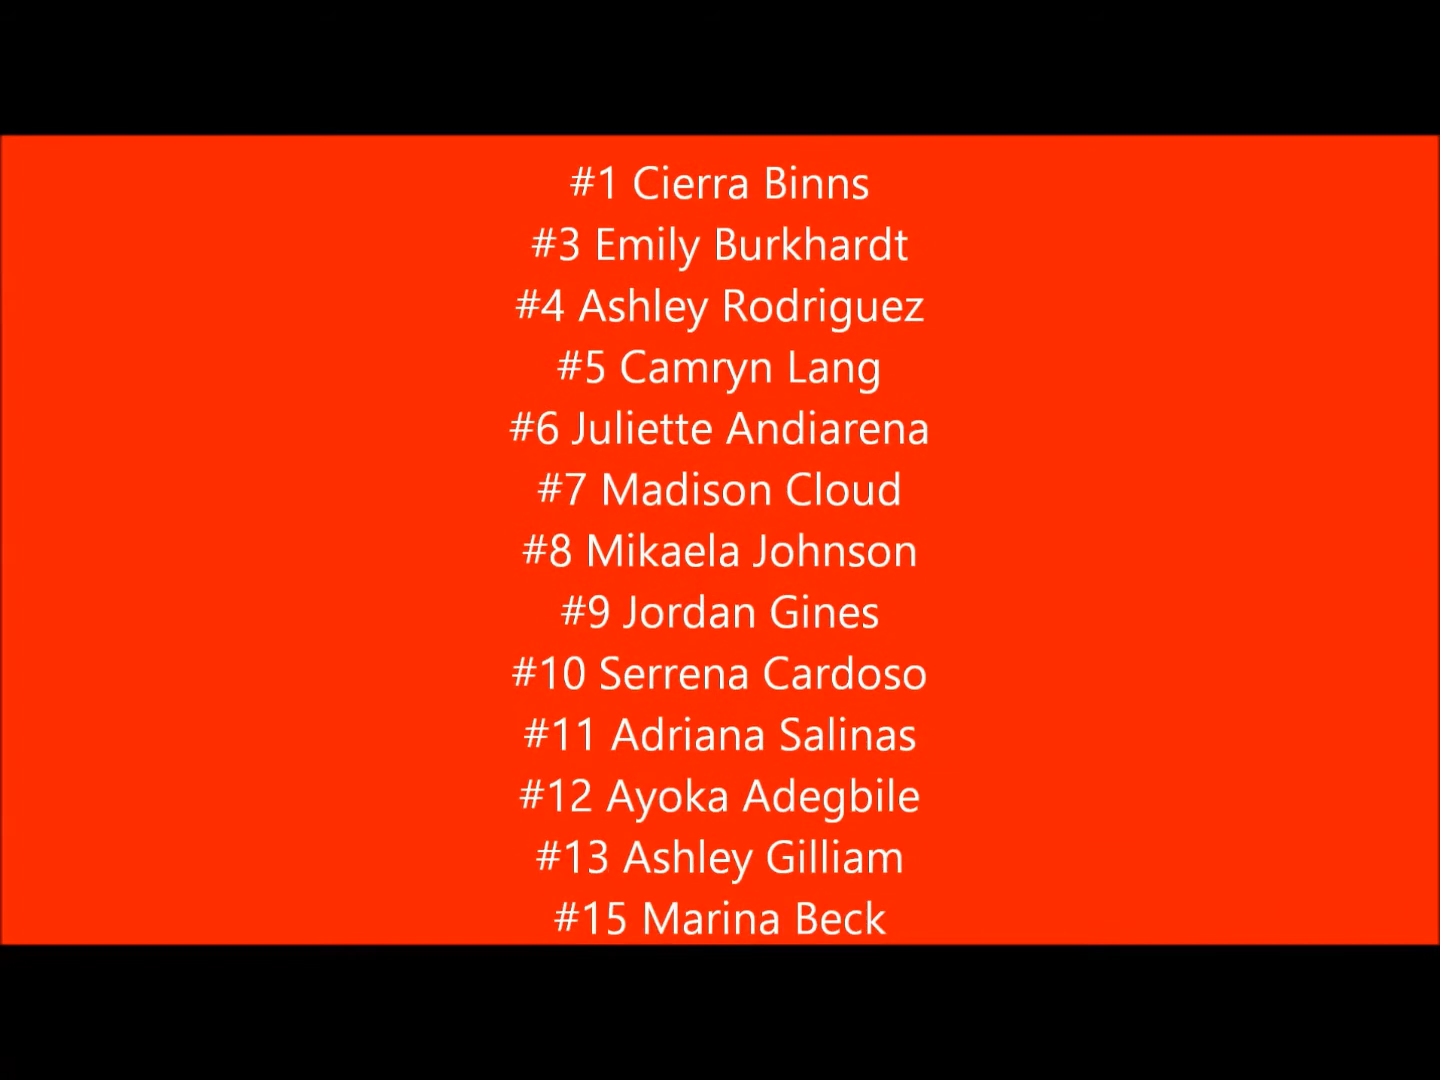 #1 Cierra Binns
#3 Emily Burkhardt
#4 Ashley Rodriguez
#5 Camryn Lang
#6 Juliette Andiarena
#7 Madison Cloud
#8 Mikaela Johnson
#9 Jordan Gines
#10 Serrena Cardoso
#11 Adriana Salinas
#12 Ayoka Adegbile
#13 Ashley Gilliam
#15 Marina Beck